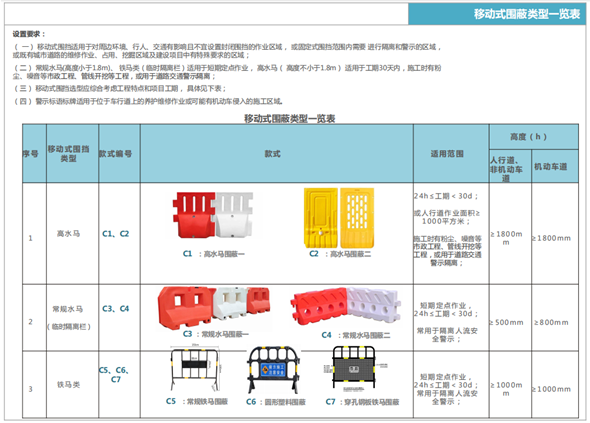 移动式围蔽类型一览表
设置要求：
（ 一）移动式围挡适用于对周边环境、行人、交通有影响且不宜设置封闭围挡的作业区域， 或固定式围挡范围内需要 进行隔离和警示的区域，
或既有城市道路的维修作业、占用、挖掘区域及建设项目中有特殊要求的区域；
（ 二）常规水马(高度小于1.8m)、 铁马类 ( 临时隔离栏 ) 适用于短期定点作业， 高水马（ 高度不小于1.8m ） 适用于工期30天内，施工时有粉
尘、噪音等市政工程、管线开挖等工程，或用于道路交通警示隔离；
（ 三 ）移动式围挡选型应综合考虑工程特点和项目工期， 具体见下表；
（ 四 ）警示标语标牌适用于位于车行道上的养护维修作业或可能有机动车侵入的施工区域。
移动式围蔽类型一览表
序号 移动式围挡类型 款式编号 款式 适用范围 高度（ h ）
人行道、非机动车道 机动车道
1 高水马 C1、C2
C1 ：高水马围蔽一 C2 ：高水马围蔽二
24h≤工期＜30d；
或人行道作业面积≥
1000平方米；
施工时有粉尘、噪音等
市政工程、管线开挖等
工程，或用于道路交通
警示隔离；
≥1800m
m
≥1800mm
2 常规水马
（ 临时隔离栏）
C3、C4
C3 ：常规水马围蔽一 C4 ：常规水马围蔽二
短期定点作业，
24h≤工期＜30d；
常用于隔离人流安
全警示；
≥500mm ≥800mm
3 铁马类 C5、C6、
C7
C5 ：常规铁马围蔽 C6 ：圆形塑料围蔽 C7 ：穿孔钢板铁马围蔽
短期定点作业，
24h≤工期＜30d；
常用于隔离人流安
全警示；
≥1000m
m
≥1000mm